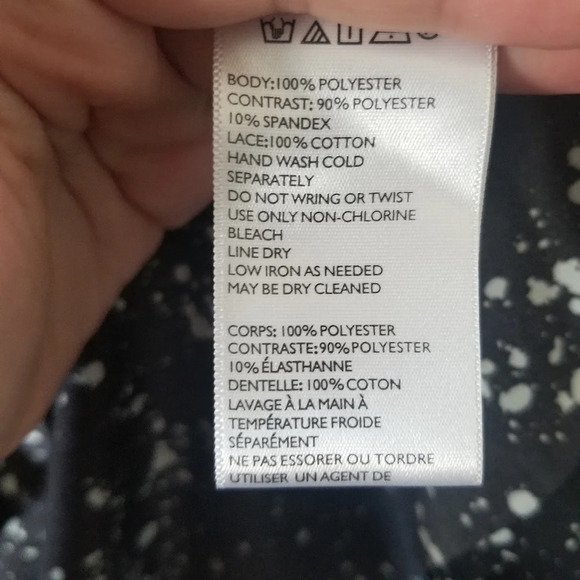 BODY:100% POLYESTER
CONTRAST: 90% POLYESTER
10% SPANDEX
LACE:100% COTTON
HAND WASH COLD
SEPARATELY
DO NOT WRING OR TWIST
USE ONLY NON-CHLORINE
BLEACH
LINE DRY
LOW IRON AS NEEDED
MAY BE DRY CLEANED
CORPS: 100% POLYESTER
CONTRASTE:90% POLYESTER
10% ÉLASTHANNE
DENTELLE: 100% COTON
LAVAGE À LA MAIN À
TEMPÉRATURE FROIDE
SÉPARÉMENT
NE PAS ESSORER OU TORDRE
UTILISER UN AGENT DE